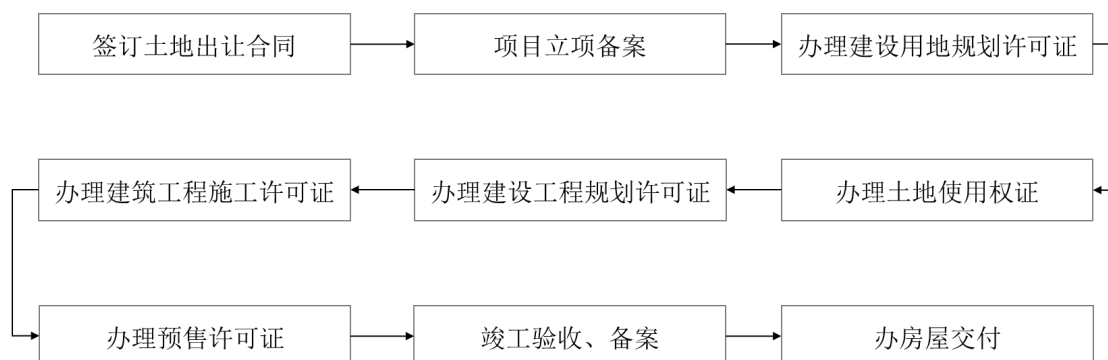 签订土地出让合同
项目立项备案
办理建设用地规划许可证
办理土地使用权证
办理建设工程规划许可证
办理建筑工程施工许可证
办理预售许可证
竣工验收、备案
办房屋交付